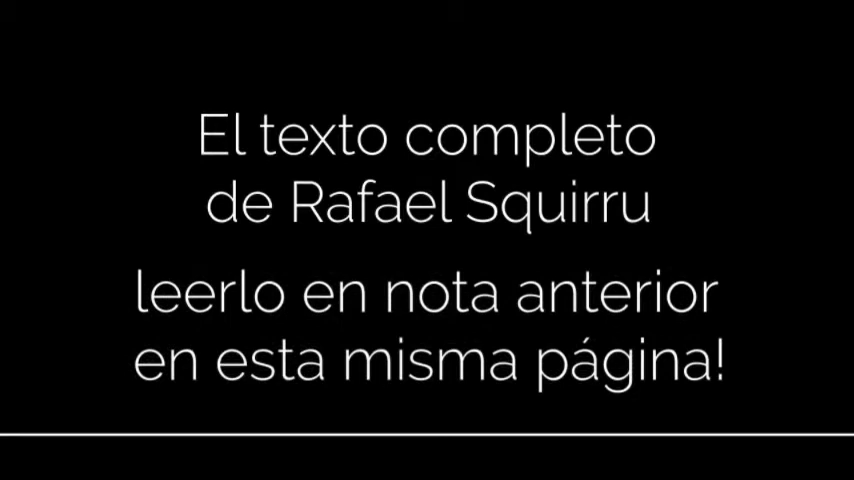 El texto completo
de Rafael Squirru
leerlo en nota anterior
en esta misma página!